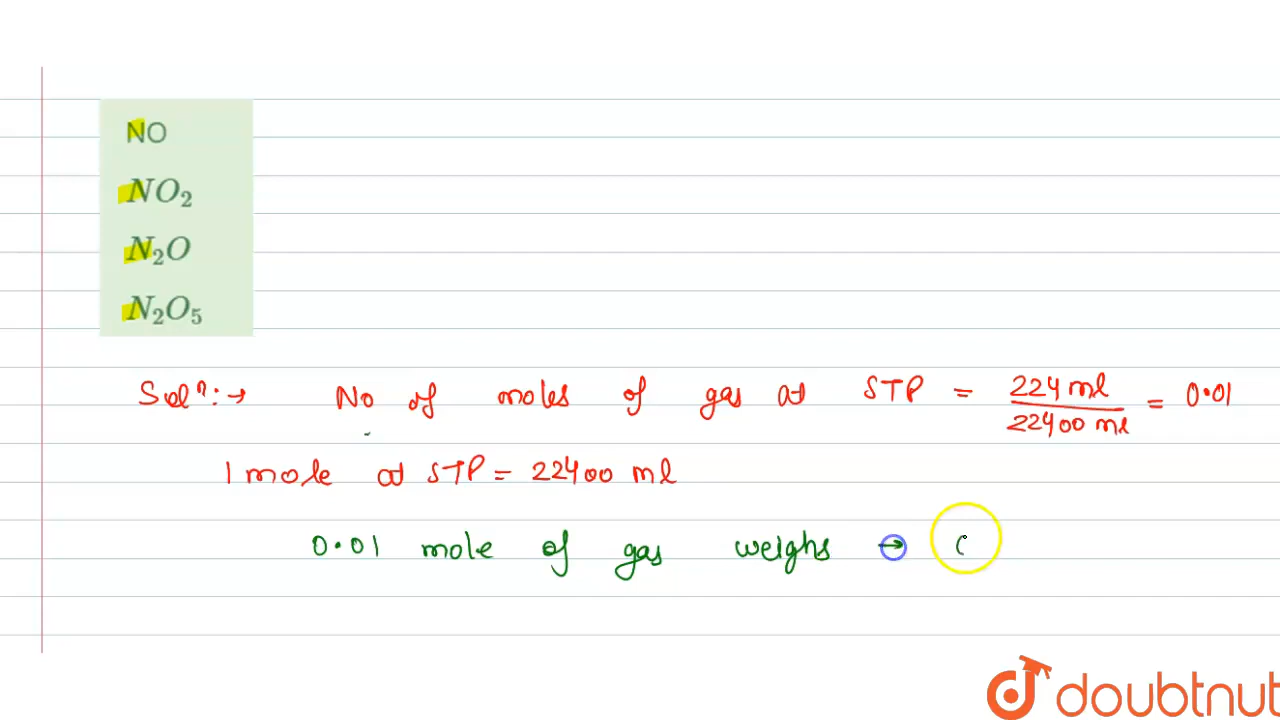 NO
NO₂
N₂O
N₂O₅
Solⁿ:→ No of moles of gas at STP = 224 ml / 22400 ml = 0.01
1 mole at STP = 22400 ml
0.01 mole of gas weighs →
doubtnut